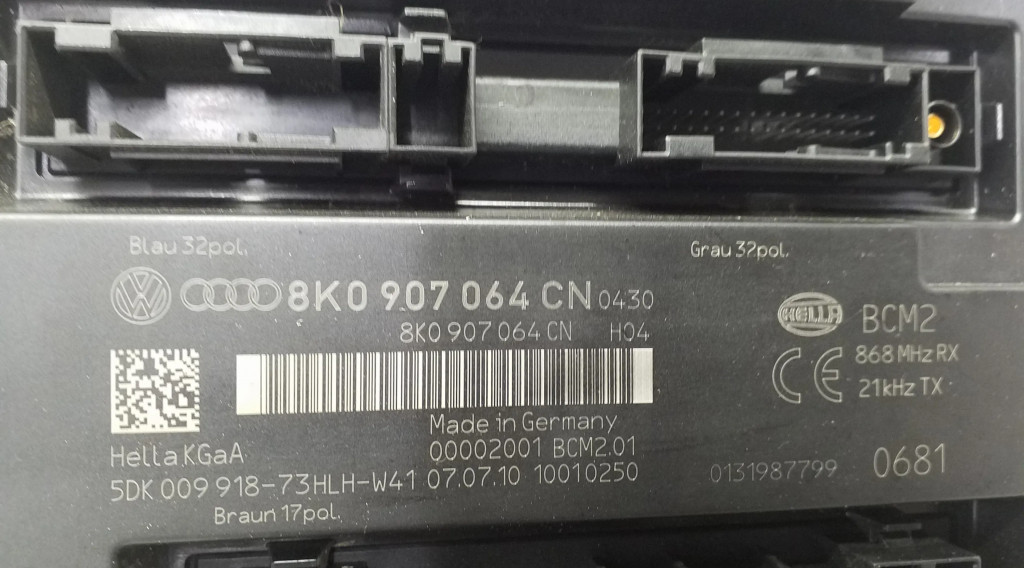 Blau 32pol.
Grau 32pol.
8K0 907 064 CN 0430
8K0 907 064 CN H04
HELLA
BCM2
868 MHz RX
21kHz TX
Made in Germany
00002001 BCM2.01
Hella KGaA
5DK 009 918-73HLH-W41 07.07.10 10010250
0131987799 0681
Braun 17pol.